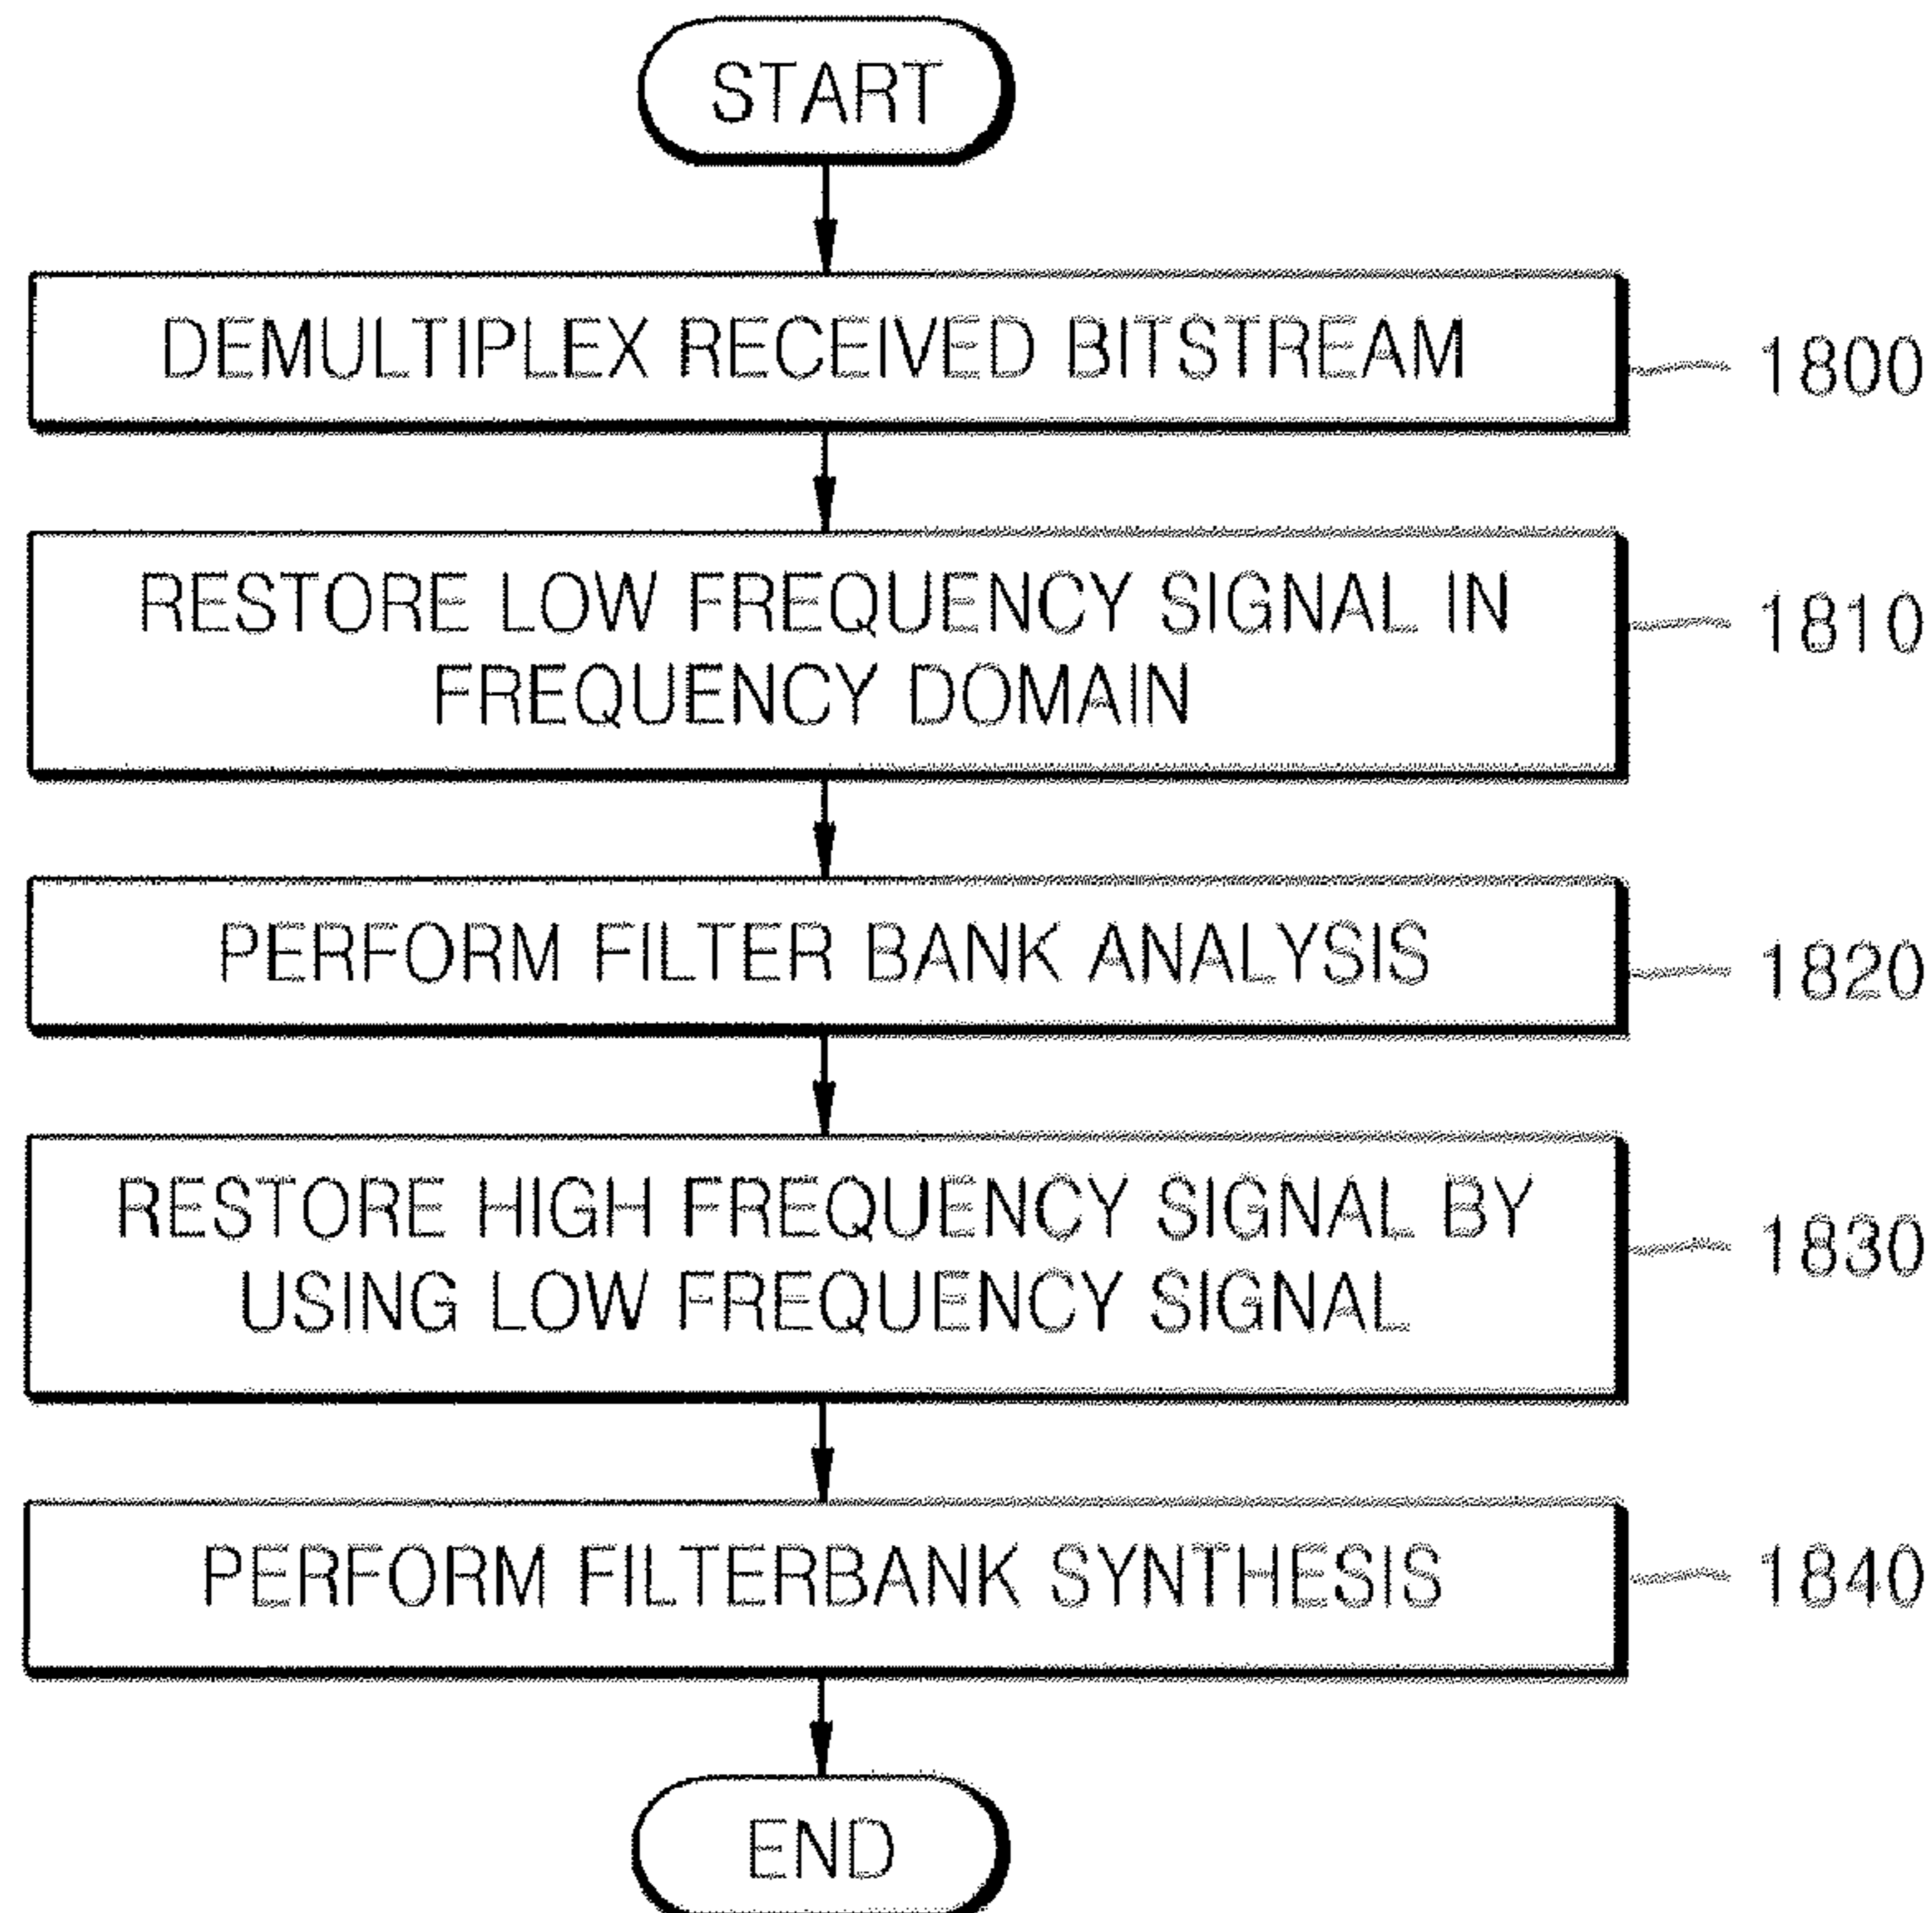 START
DEMULTIPLEX RECEIVED BITSTREAM
1800
RESTORE LOW FREQUENCY SIGNAL IN
FREQUENCY DOMAIN
1810
PERFORM FILTER BANK ANALYSIS
1820
RESTORE HIGH FREQUENCY SIGNAL BY
USING LOW FREQUENCY SIGNAL
1830
PERFORM FILTERBANK SYNTHESIS
1840
END